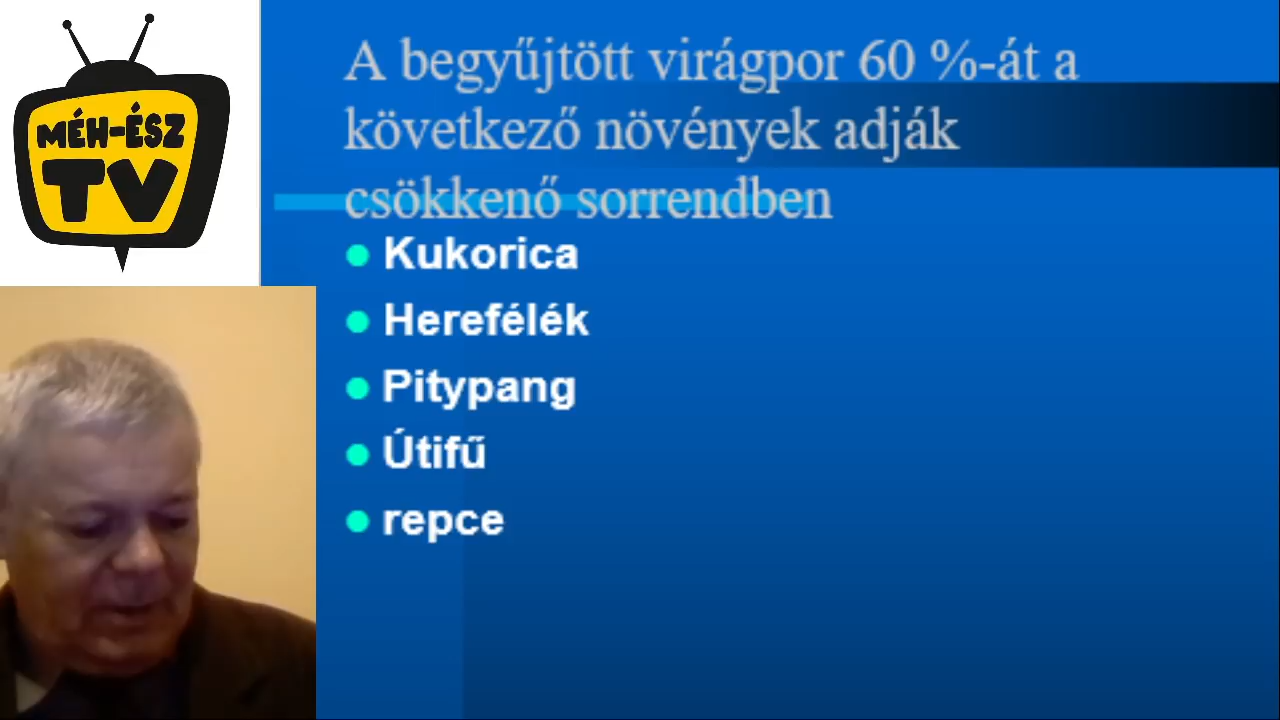 MÉH-ÉSZ
TV
A begyűjtött virágpor 60 %-át a
következő növények adják
csökkenő sorrendben
Kukorica
Herefélék
Pitypang
Útifű
repce